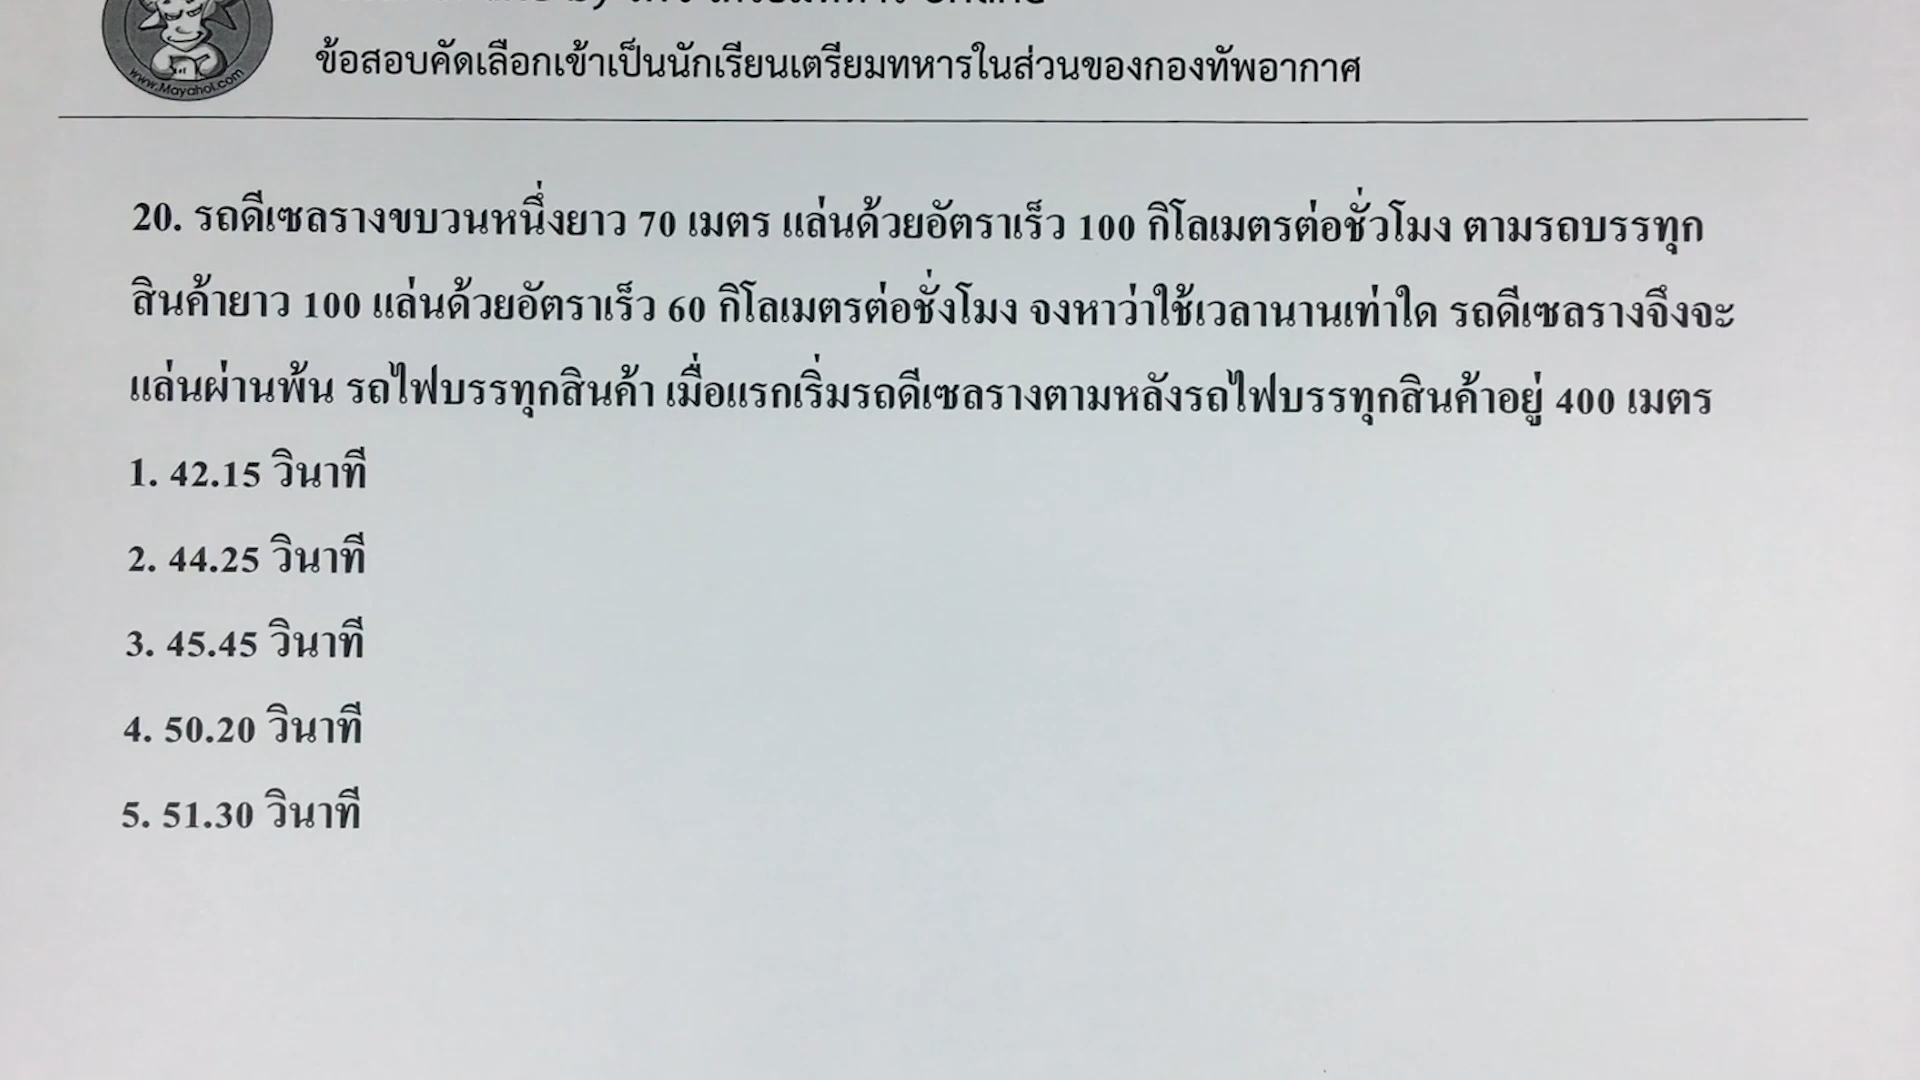 www.Mayahoi.com
ข้อสอบคัดเลือกเข้าเป็นนักเรียนเตรียมทหารในส่วนของกองทัพอากาศ
20. รถดีเซลรางขบวนหนึ่งยาว 70 เมตร แล่นด้วยอัตราเร็ว 100 กิโลเมตรต่อชั่วโมง ตามรถบรรทุก
สินค้ายาว 100 แล่นด้วยอัตราเร็ว 60 กิโลเมตรต่อชั่งโมง จงหาว่าใช้เวลานานเท่าใด รถดีเซลรางจึงจะ
แล่นผ่านพ้น รถไฟบรรทุกสินค้า เมื่อแรกเริ่มรถดีเซลรางตามหลังรถไฟบรรทุกสินค้าอยู่ 400 เมตร
1. 42.15 วินาที
2. 44.25 วินาที
3. 45.45 วินาที
4. 50.20 วินาที
5. 51.30 วินาที